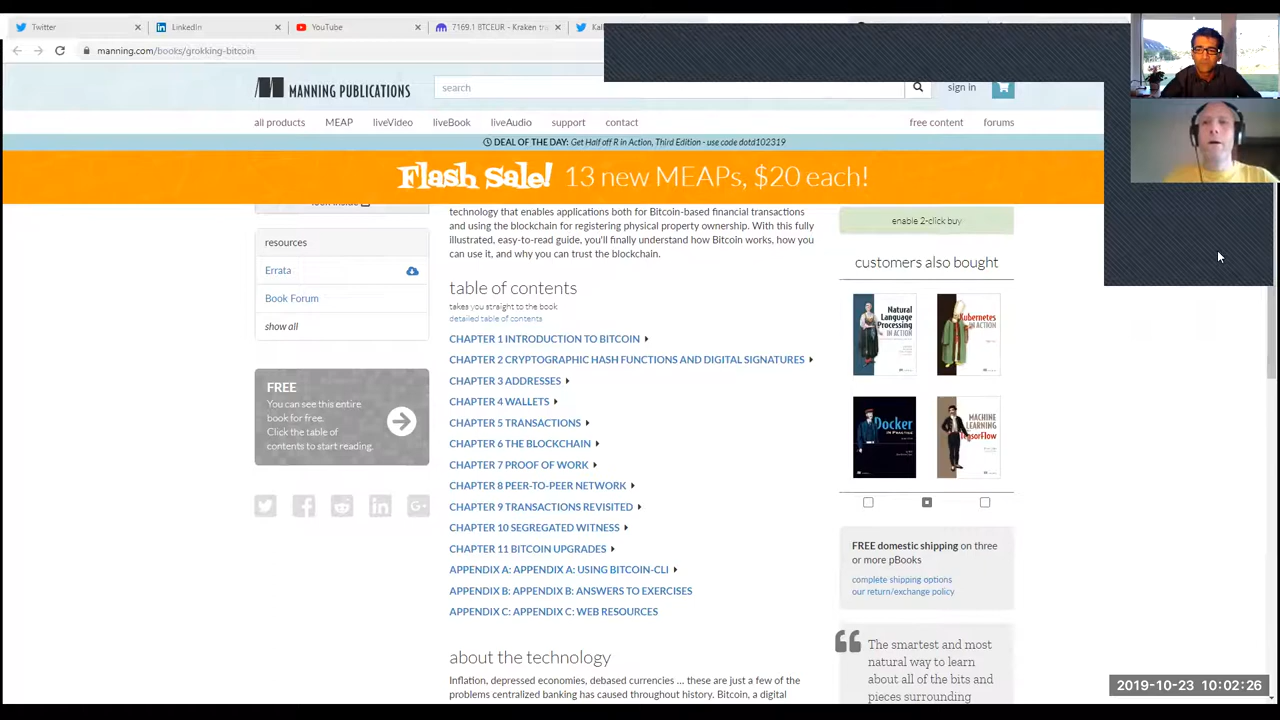 Twitter
LinkedIn
YouTube
7169.1 BTCEUR - Kraken tr
manning.com/books/grokking-bitcoin
MANNING PUBLICATIONS
search
sign in
all products
MEAP
liveVideo
liveBook
liveAudio
support
contact
free content
forums
DEAL OF THE DAY: Get Half off R in Action, Third Edition - use code dotd102319
Flash Sale! 13 new MEAPs, $20 each!
resources
Errata
Book Forum
show all
FREE
You can see this entire
book for free.
Click the table of
contents to start reading.
technology that enables applications both for Bitcoin-based financial transactions
and using the blockchain for registering physical property ownership. With this fully
illustrated, easy-to-read guide, you'll finally understand how Bitcoin works, how you
can use it, and why you can trust the blockchain.
table of contents
takes you straight to the book
detailed table of contents
CHAPTER 1 INTRODUCTION TO BITCOIN
CHAPTER 2 CRYPTOGRAPHIC HASH FUNCTIONS AND DIGITAL SIGNATURES
CHAPTER 3 ADDRESSES
CHAPTER 4 WALLETS
CHAPTER 5 TRANSACTIONS
CHAPTER 6 THE BLOCKCHAIN
CHAPTER 7 PROOF OF WORK
CHAPTER 8 PEER-TO-PEER NETWORK
CHAPTER 9 TRANSACTIONS REVISITED
CHAPTER 10 SEGREGATED WITNESS
CHAPTER 11 BITCOIN UPGRADES
APPENDIX A: APPENDIX A: USING BITCOIN-CLI
APPENDIX B: APPENDIX B: ANSWERS TO EXERCISES
APPENDIX C: APPENDIX C: WEB RESOURCES
about the technology
Inflation, depressed economies, debased currencies ... these are just a few of the
problems centralized banking has caused throughout history. Bitcoin, a digital
enable 2-click buy
customers also bought
Natural
Language
Processing
IN ACTION
Kubernetes
IN ACTION
Docker
MACHINE
LEARNING
TensorFlow
FREE domestic shipping on three
or more pBooks
complete shipping options
our return/exchange policy
The smartest and most
natural way to learn
about all of the bits and
pieces surrounding
2019-10-23 10:02:26